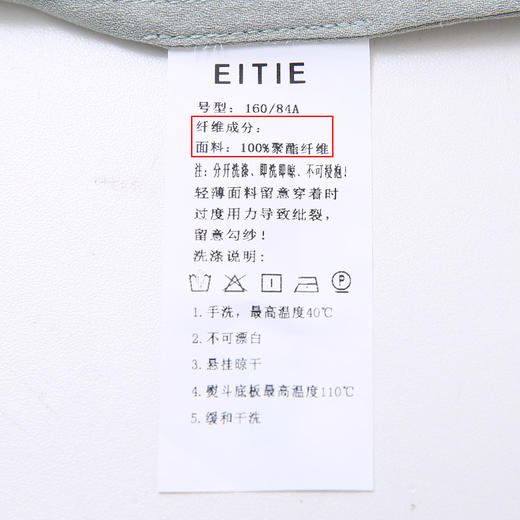 EITIE
号型：160/84A
纤维成分：
面料：100%聚酯纤维
注：分开洗涤、即洗即晾、不可浸泡！
轻薄面料留意穿着时
过度用力导致纰裂，
留意勾纱！
洗涤说明：
P
1.手洗，最高温度40℃
2.不可漂白
3.悬挂晾干
4.熨斗底板最高温度110℃
5.缓和干洗